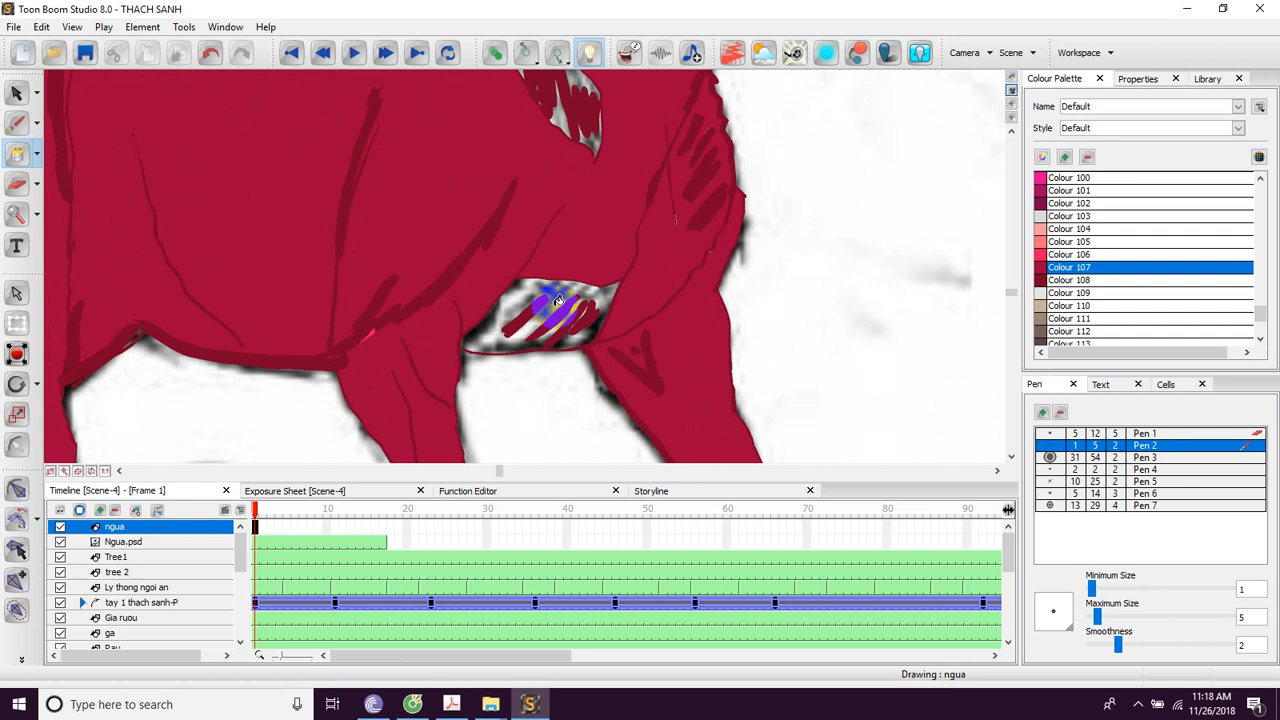 Toon Boom Studio 8.0 - THACH SANH
File Edit View Play Element Tools Window Help
Camera Scene Workspace
Colour Palette Properties Library
Name Default
Style Default
Colour 100
Colour 101
Colour 102
Colour 103
Colour 104
Colour 105
Colour 106
Colour 107
Colour 108
Colour 109
Colour 110
Colour 111
Colour 112
Colour 113
Pen Text Cells
5 12 5 Pen 1
1 5 2 Pen 2
31 54 2 Pen 3
2 2 2 Pen 4
10 25 2 Pen 5
5 14 3 Pen 6
13 29 4 Pen 7
Minimum Size 1
Maximum Size 5
Smoothness 2
Timeline [Scene-4] - [Frame 1] Exposure Sheet [Scene-4] Function Editor Storyline
10 20 30 40 50 60 70 80 90
ngua
Ngua.psd
Tree1
tree 2
Ly thong ngoi an
tay 1 thach sanh-P
Gia ruou
ga
Drawing : ngua
Type here to search
11:18 AM
11/26/2018